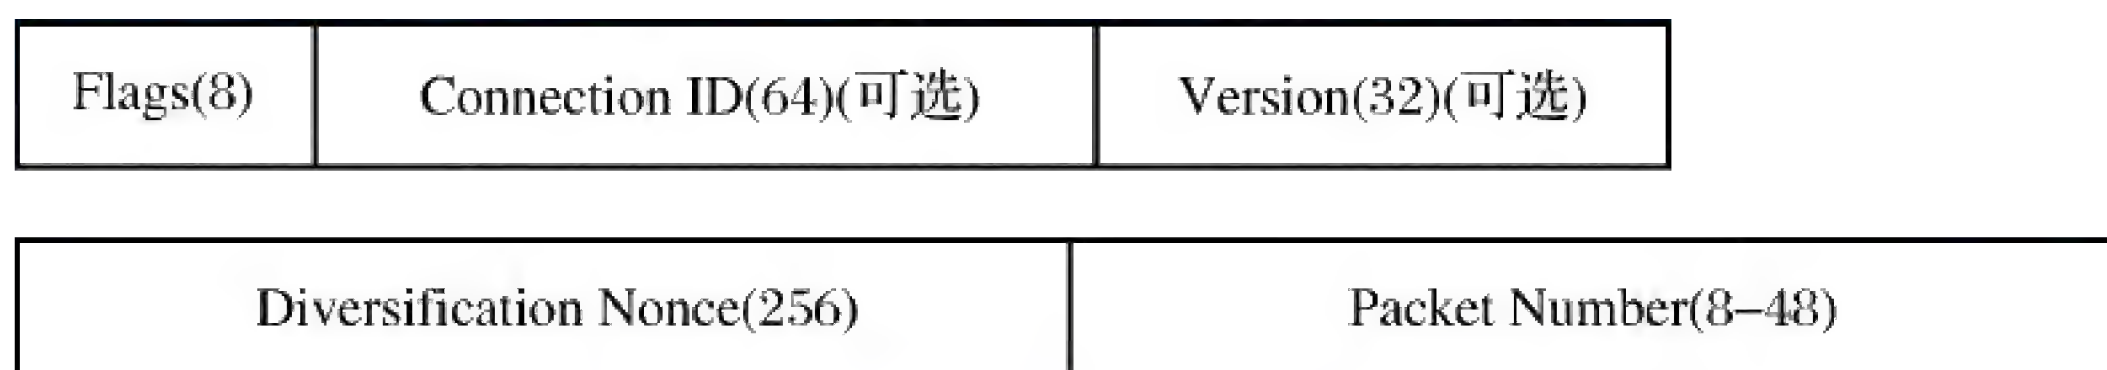 Flags(8) Connection ID(64)(可选) Version(32)(可选)
Diversification Nonce(256) Packet Number(8–48)